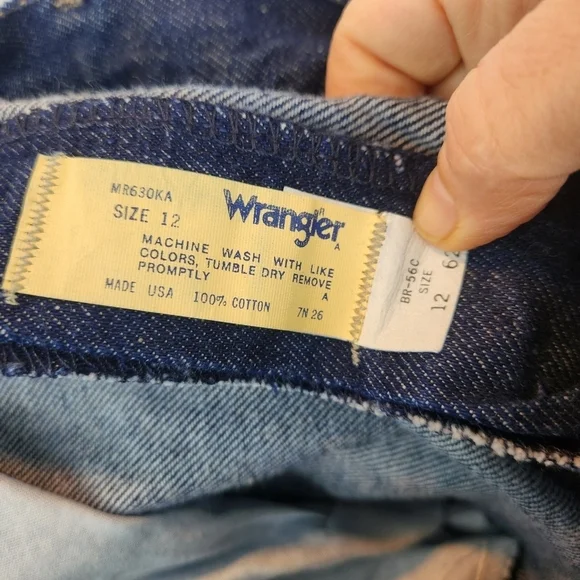 MR630KA
SIZE 12
Wrangler
MACHINE WASH WITH LIKE
COLORS, TUMBLE DRY REMOVE
PROMPTLY
A
MADE USA 100% COTTON
7N 26
BR-56C
SIZE
12